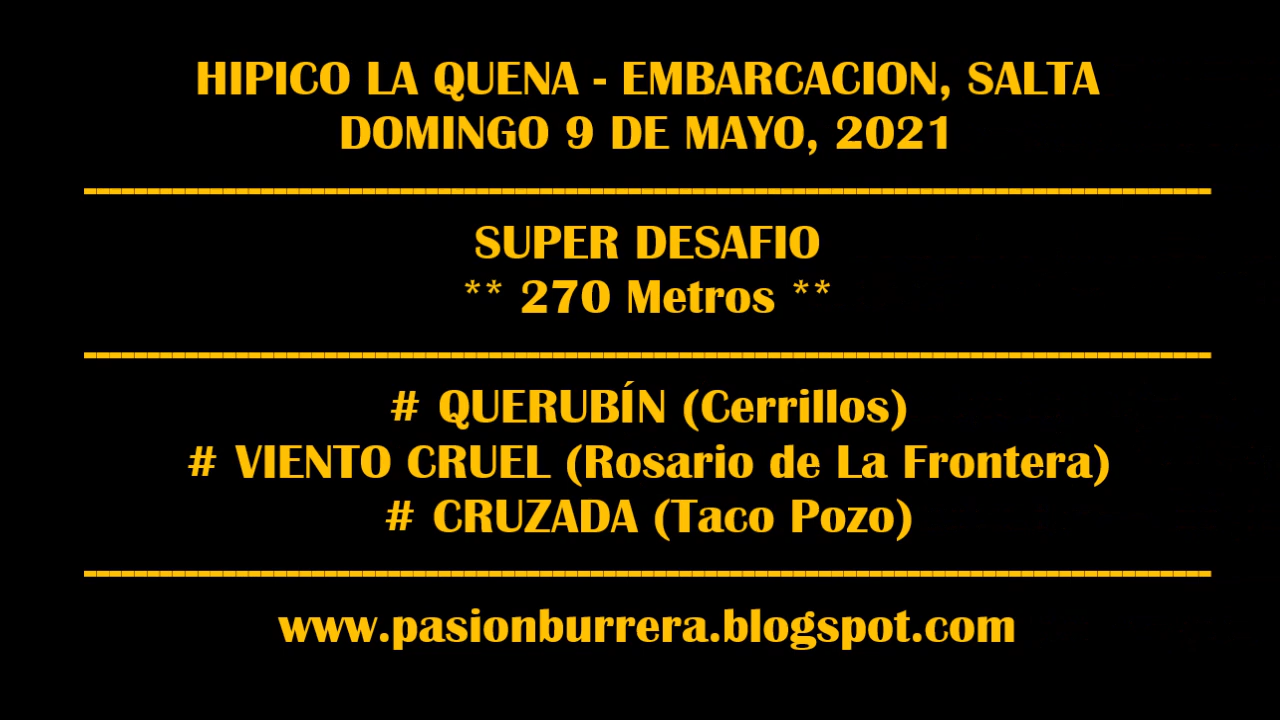 HIPICO LA QUENA - EMBARCACION, SALTA
DOMINGO 9 DE MAYO, 2021
SUPER DESAFIO
** 270 Metros **
# QUERUBÍN (Cerrillos)
# VIENTO CRUEL (Rosario de La Frontera)
# CRUZADA (Taco Pozo)
www.pasionburrera.blogspot.com